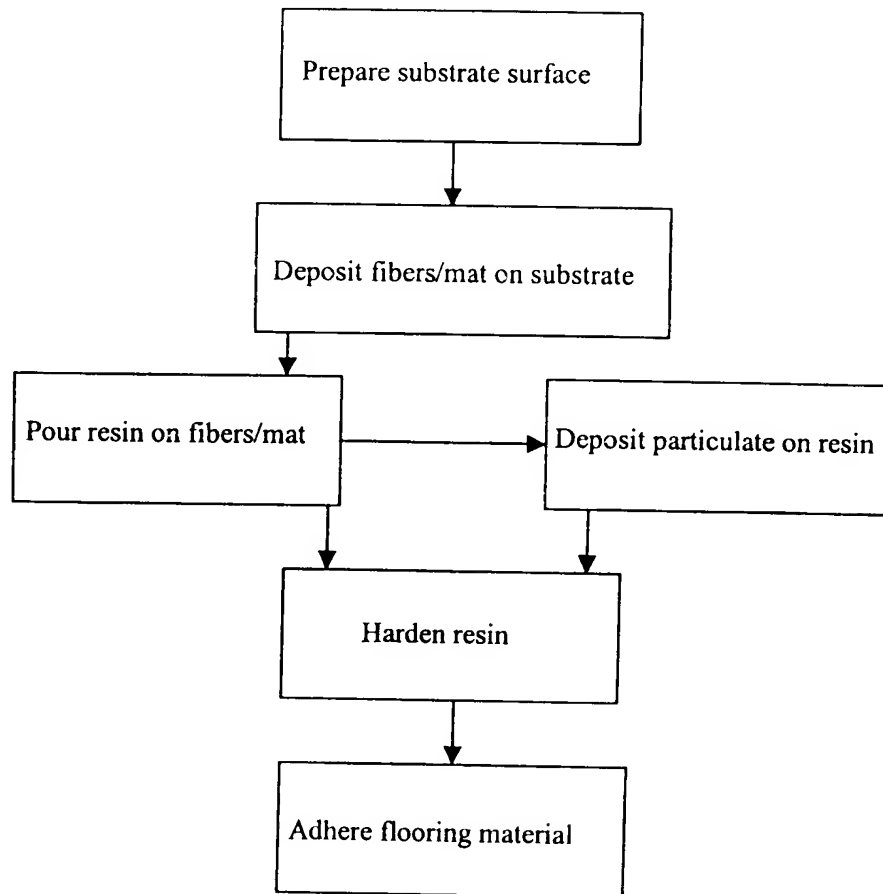 Prepare substrate surface
Deposit fibers/mat on substrate
Pour resin on fibers/mat
Deposit particulate on resin
Harden resin
Adhere flooring material